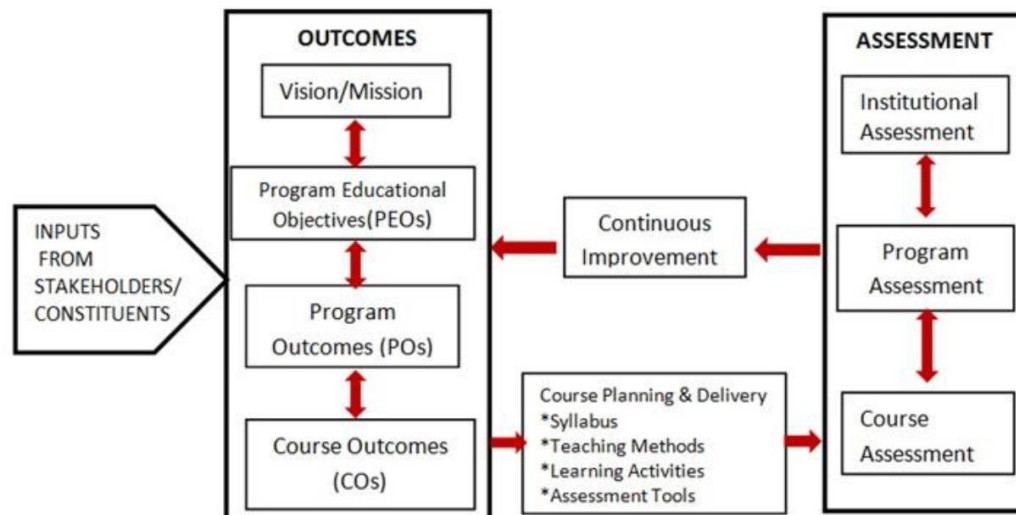 INPUTS
FROM
STAKEHOLDERS/
CONSTITUENTS
OUTCOMES
Vision/Mission
Program Educational
Objectives(PEOs)
Program
Outcomes (POs)
Course Outcomes
(COs)
Continuous
Improvement
Course Planning & Delivery
*Syllabus
*Teaching Methods
*Learning Activities
*Assessment Tools
ASSESSMENT
Institutional
Assessment
Program
Assessment
Course
Assessment